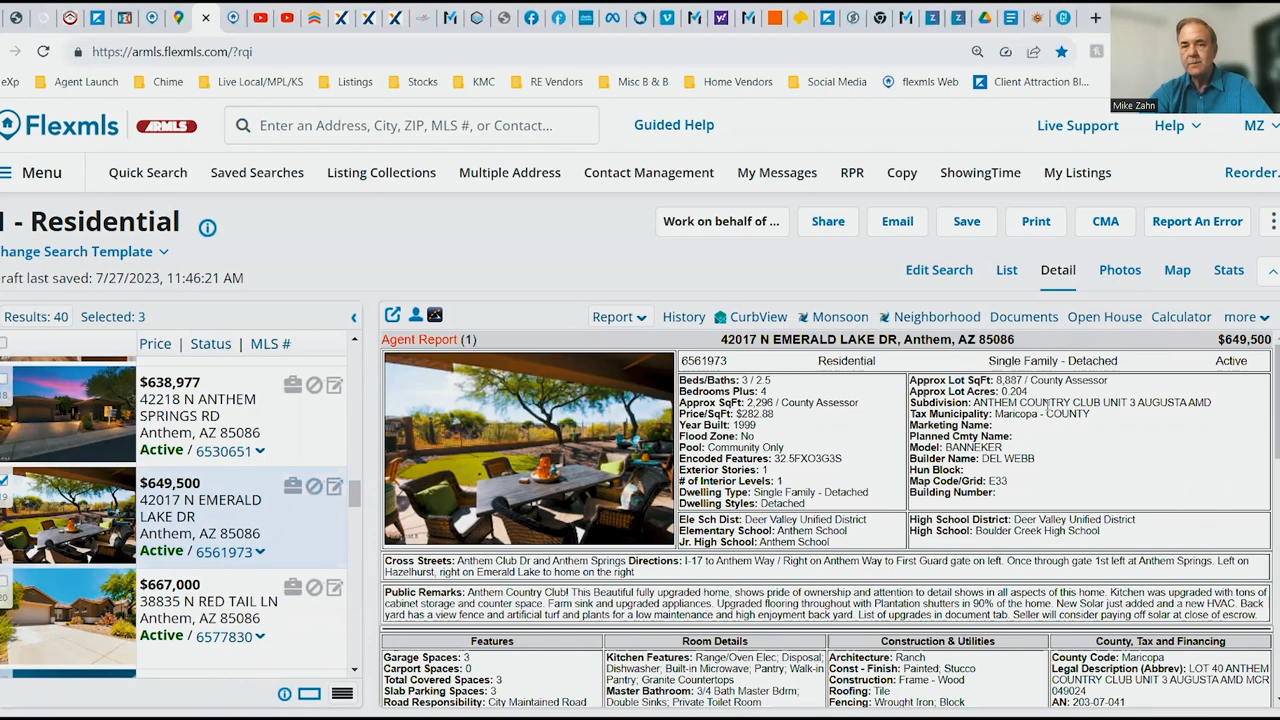 https://armls.flexmls.com/?rqi
Mike Zahn
eXp Agent Launch Chime Live Local/MPL/KS Listings Stocks KMC RE Vendors Misc B & B Home Vendors Social Media flexmls Web Client Attraction Bl...
Flexmls ARMLS Enter an Address, City, ZIP, MLS #, or Contact... Guided Help Live Support Help MZ
Menu Quick Search Saved Searches Listing Collections Multiple Address Contact Management My Messages RPR Copy ShowingTime My Listings Reorder.
- Residential
Work on behalf of ... Share Email Save Print CMA Report An Error
hange Search Template
raft last saved: 7/27/2023, 11:46:21 AM
Edit Search List Detail Photos Map Stats
Results: 40 Selected: 3
Report History CurbView Monsoon Neighborhood Documents Open House Calculator more
Price | Status | MLS #
18
$638,977
42218 N ANTHEM
SPRINGS RD
Anthem, AZ 85086
Active / 6530651
19
$649,500
42017 N EMERALD
LAKE DR
Anthem, AZ 85086
Active / 6561973
20
$667,000
38835 N RED TAIL LN
Anthem, AZ 85086
Active / 6577830
Agent Report (1) 42017 N EMERALD LAKE DR, Anthem, AZ 85086 $649,500
6561973 Residential Single Family - Detached Active
Beds/Baths: 3 / 2.5
Bedrooms Plus: 4
Approx SqFt: 2,296 / County Assessor
Price/SqFt: $282.88
Year Built: 1999
Flood Zone: No
Pool: Community Only
Encoded Features: 32.5FXO3G3S
Exterior Stories: 1
# of Interior Levels: 1
Dwelling Type: Single Family - Detached
Dwelling Styles: Detached
Approx Lot SqFt: 8,887 / County Assessor
Approx Lot Acres: 0.204
Subdivision: ANTHEM COUNTRY CLUB UNIT 3 AUGUSTA AMD
Tax Municipality: Maricopa - COUNTY
Marketing Name:
Planned Cmty Name:
Model: BANNEKER
Builder Name: DEL WEBB
Hun Block:
Map Code/Grid: E33
Building Number:
Ele Sch Dist: Deer Valley Unified District
Elementary School: Anthem School
Jr. High School: Anthem School
High School District: Deer Valley Unified District
High School: Boulder Creek High School
Cross Streets: Anthem Club Dr and Anthem Springs Directions: I-17 to Anthem Way / Right on Anthem Way to First Guard gate on left. Once through gate 1st left at Anthem Springs. Left on
Hazelhurst, right on Emerald Lake to home on the right
Public Remarks: Anthem Country Club! This Beautiful fully upgraded home, shows pride of ownership and attention to detail shows in all aspects of this home. Kitchen was upgraded with tons of
cabinet storage and counter space. Farm sink and upgraded appliances. Upgraded flooring throughout with Plantation shutters in 90% of the home. New Solar just added and a new HVAC. Back
yard has a view fence and artificial turf and plants for a low maintenance and high enjoyment back yard. List of upgrades in document tab. Seller will consider paying off solar at close of escrow.
Features
Garage Spaces: 3
Carport Spaces: 0
Total Covered Spaces: 3
Slab Parking Spaces: 3
Road Responsibility: City Maintained Road
Room Details
Kitchen Features: Range/Oven Elec; Disposal;
Dishwasher; Built-in Microwave; Pantry; Walk-in
Pantry; Granite Countertops
Master Bathroom: 3/4 Bath Master Bdrm;
Double Sinks; Private Toilet Room
Construction & Utilities
Architecture: Ranch
Const - Finish: Painted; Stucco
Construction: Frame - Wood
Roofing: Tile
Fencing: Wrought Iron; Block
County, Tax and Financing
County Code: Maricopa
Legal Description (Abbrev): LOT 40 ANTHEM
COUNTRY CLUB UNIT 3 AUGUSTA AMD MCR
049024
AN: 203-07-041